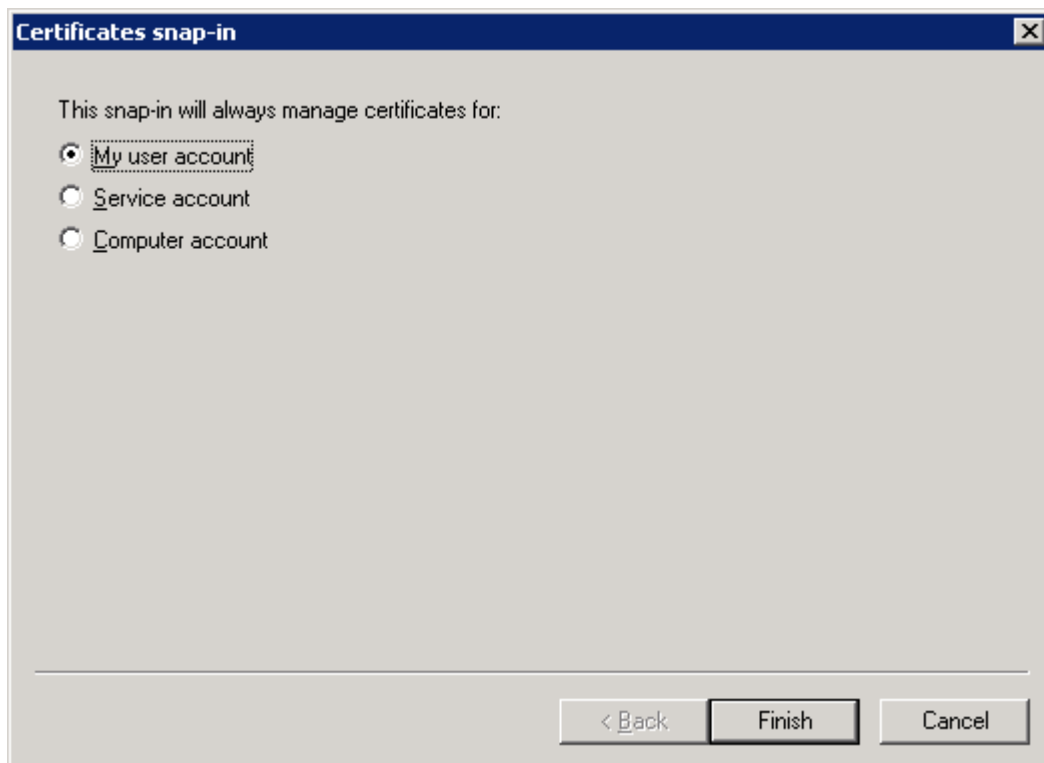 Certificates snap-in
This snap-in will always manage certificates for:
My user account
Service account
Computer account
< Back Finish Cancel